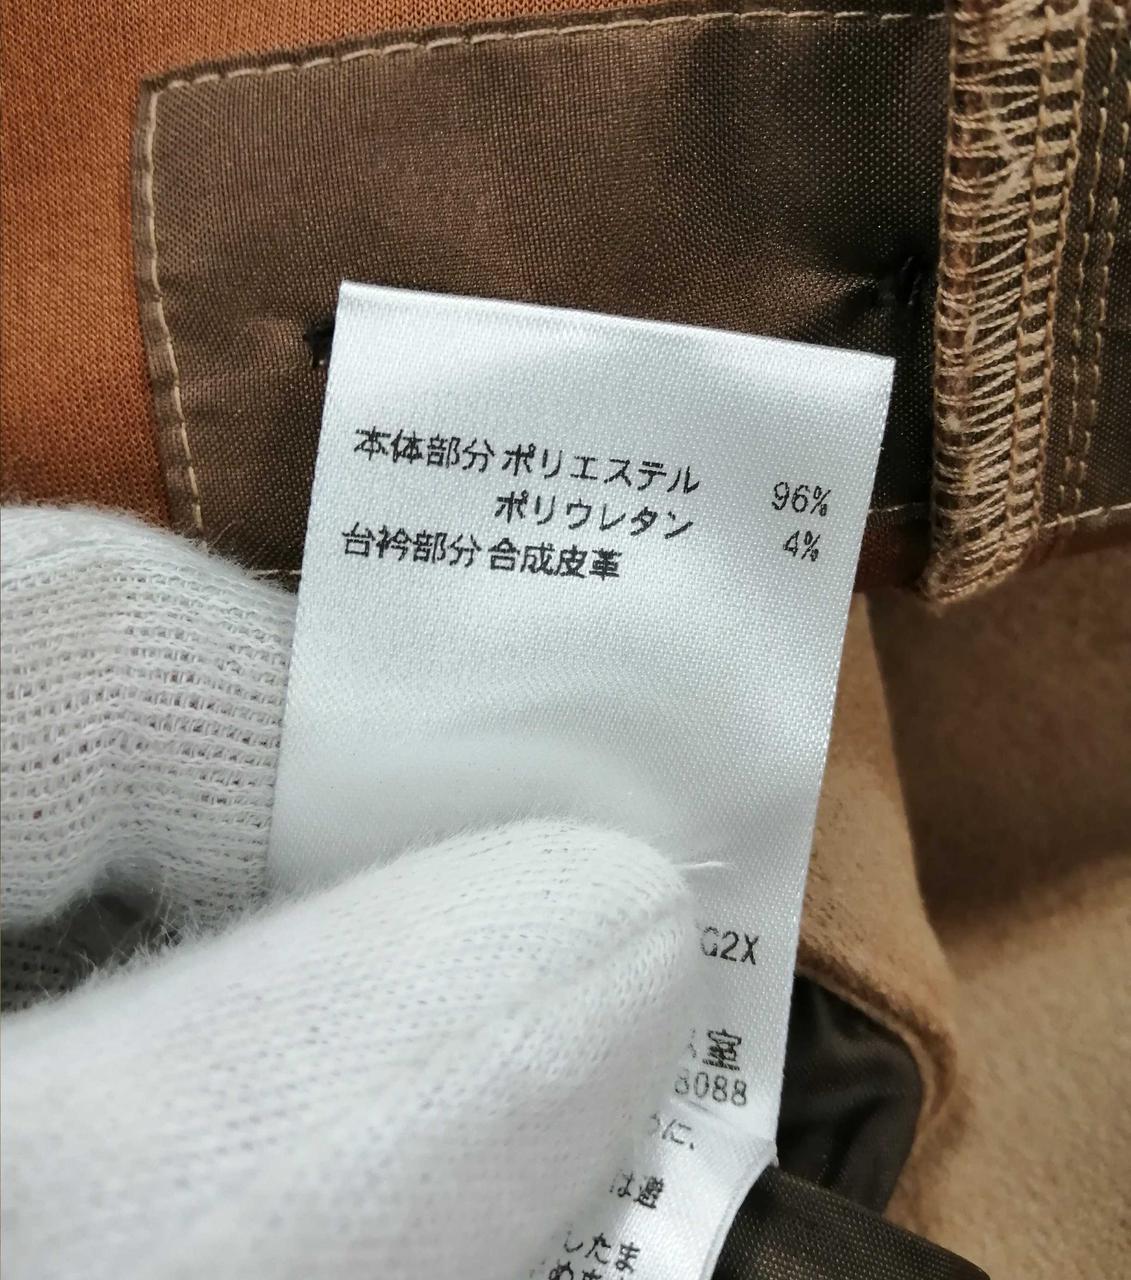 本体部分 ポリエステル 96%
ポリウレタン 4%
台衿部分 合成皮革
G2X
室
8088
に、
は避
したま